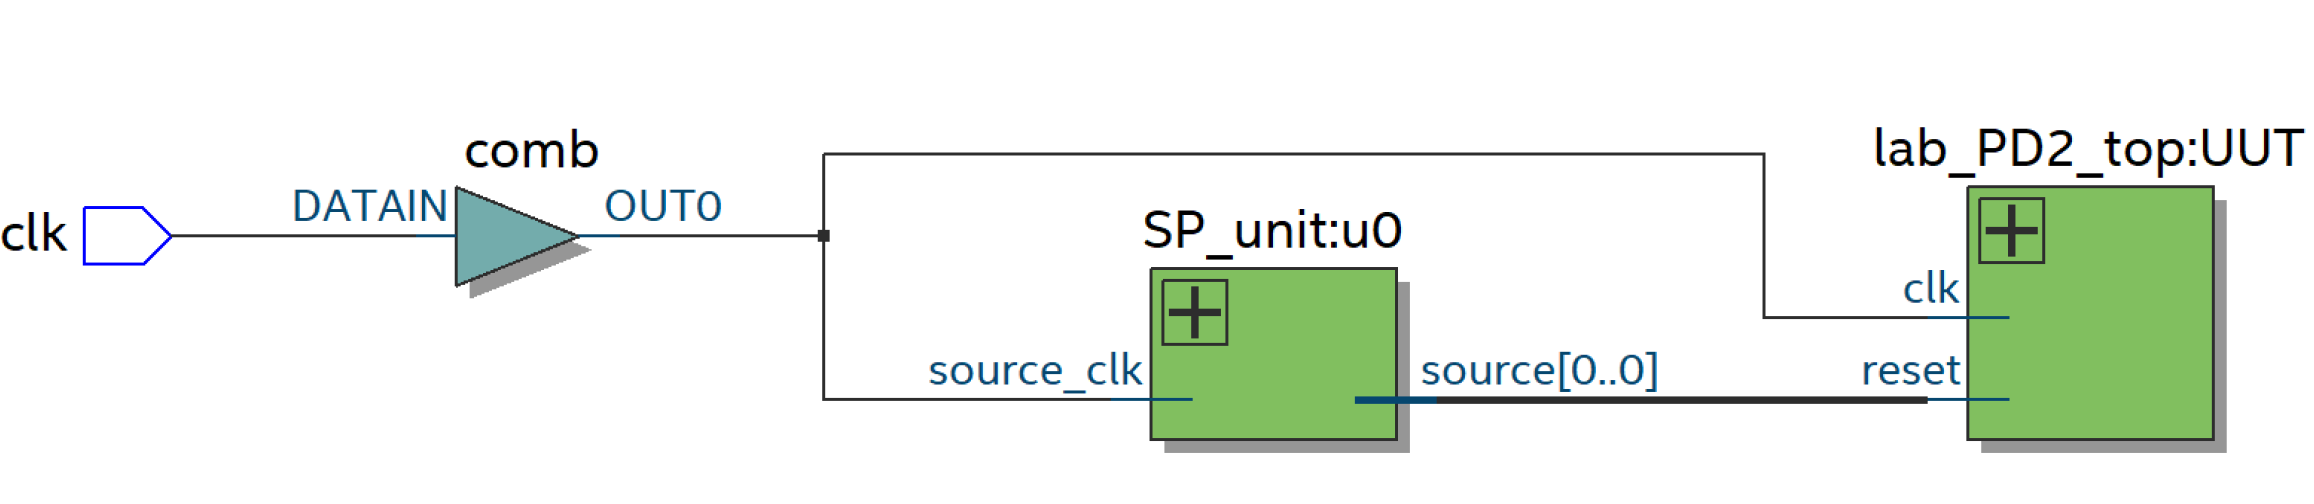 clk
DATAIN
comb
OUT0
SP_unit:u0
source_clk
source[0..0]
lab_PD2_top:UUT
clk
reset